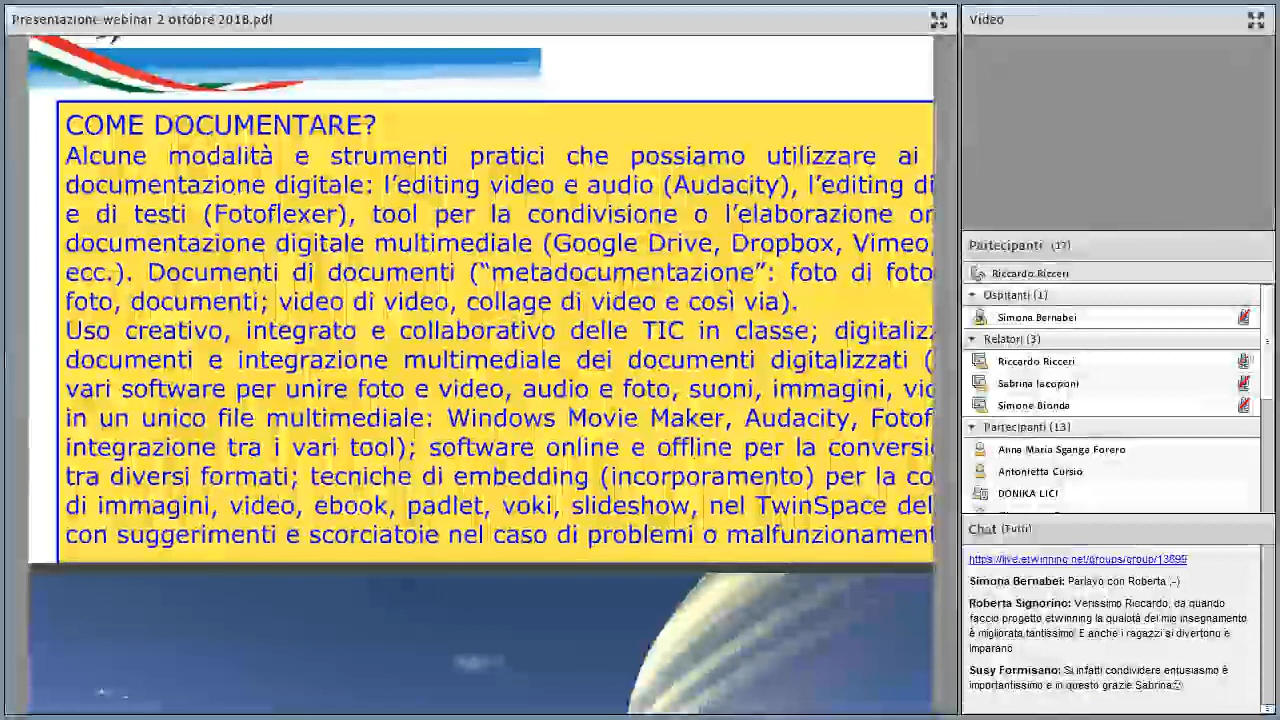 Presentazione webinar 2 ottobre 2018.pdf
COME DOCUMENTARE?
Alcune modalità e strumenti pratici che possiamo utilizzare ai
documentazione digitale: l’editing video e audio (Audacity), l’editing di
e di testi (Fotoflexer), tool per la condivisione o l’elaborazione
documentazione digitale multimediale (Google Drive, Dropbox, Vimeo,
ecc.). Documenti di documenti (“metadocumentazione”: foto di foto
foto, documenti; video di video, collage di video e così via).
Uso creativo, integrato e collaborativo delle TIC in classe;
documenti e integrazione multimediale dei documenti digitalizzati (
vari software per unire foto e video, audio e foto, suoni, immagini,
in un unico file multimediale: Windows Movie Maker, Audacity,
integrazione tra i vari tool); software online e offline per la
tra diversi formati; tecniche di embedding (incorporamento) per la
di immagini, video, ebook, padlet, voki, slideshow, nel TwinSpace del
con suggerimenti e scorciatoie nel caso di problemi o
Video
Partecipanti (17)
Riccardo Ricceri
Ospitanti (1)
Simona Bernabei
Relatori (3)
Riccardo Ricceri
Sabrina Iacoponi
Simone Bionda
Partecipanti (13)
Anna Maria Sganga Forero
Antonietta Cursio
DONIKA LICI
Chat (Tutti)
https://live.etwinning.net/groups/group/13699
Simona Bernabei: Parlavo con Roberta ;-)
Roberta Signorino: Verissimo Riccardo, da quando
faccio progetto etwinning la qualotà del mio insegnamento
è migliorata tantissimo! E anche i ragazzi si divertono e
imparano
Susy Formisano: Si infatti condividere entusiasmo è
importantissimo e in questo grazie Sabrina